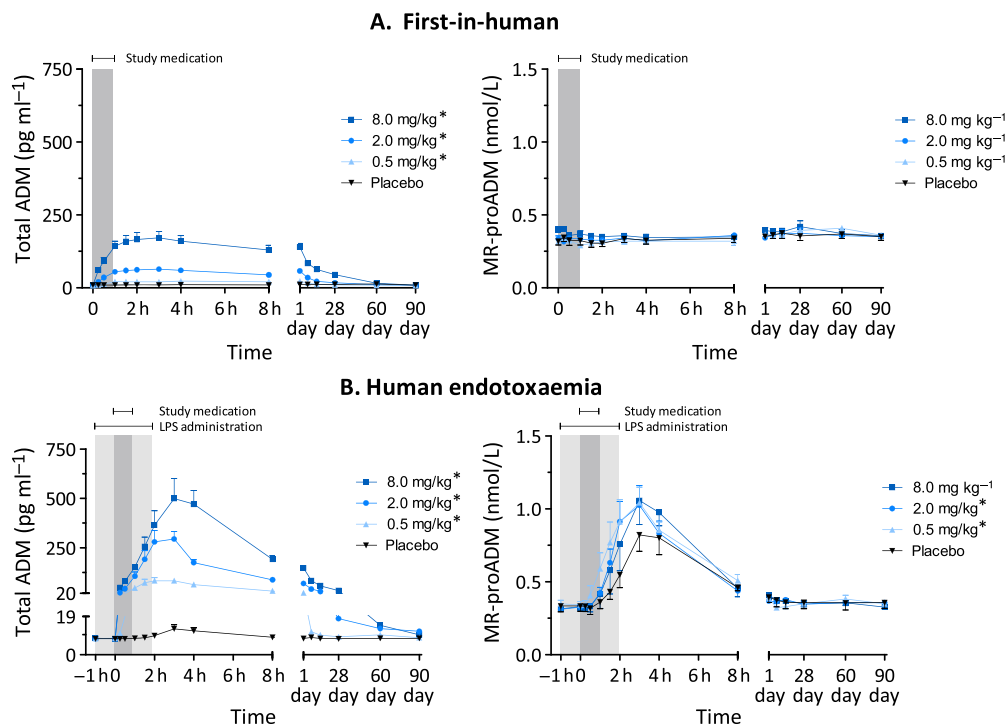 A. First-in-human
Study medication
Total ADM (pg ml–1)
750
500
250
0
8.0 mg/kg*
2.0 mg/kg*
0.5 mg/kg*
Placebo
0 2 h 4 h 6 h 8 h 1 day 28 day 60 day 90 day
Time
Study medication
MR-proADM (nmol/L)
1.5
1.0
0.5
0.0
8.0 mg kg–1
2.0 mg kg–1
0.5 mg kg–1
Placebo
0 2 h 4 h 6 h 8 h 1 day 28 day 60 day 90 day
Time
B. Human endotoxaemia
Study medication
LPS administration
Total ADM (pg ml–1)
750
500
250
20
19
0
8.0 mg/kg*
2.0 mg/kg*
0.5 mg/kg*
Placebo
–1 h 0 2 h 4 h 6 h 8 h 1 day 28 day 60 day 90 day
Time
Study medication
LPS administration
MR-proADM (nmol/L)
1.5
1.0
0.5
0.0
8.0 mg kg–1
2.0 mg/kg*
0.5 mg/kg*
Placebo
–1 h 0 2 h 4 h 6 h 8 h 1 day 28 day 60 day 90 day
Time